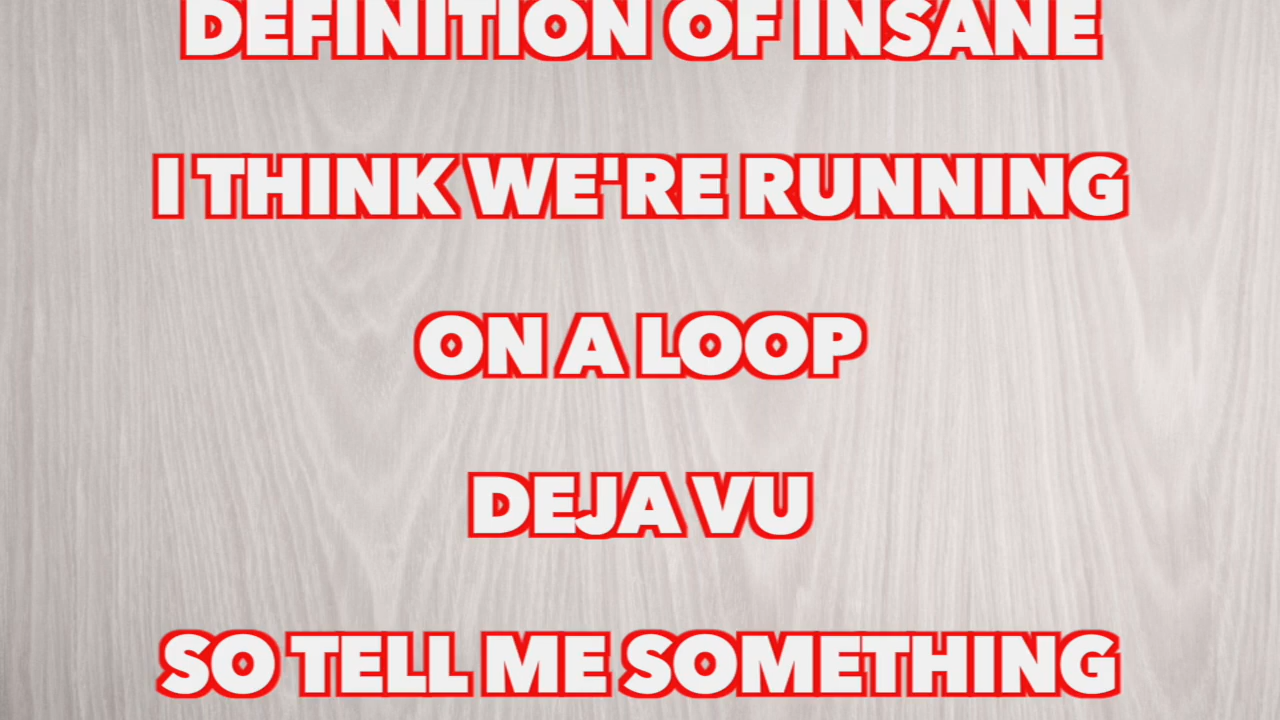 DEFINITION OF INSANE
I THINK WE'RE RUNNING
ON A LOOP
DEJA VU
SO TELL ME SOMETHING